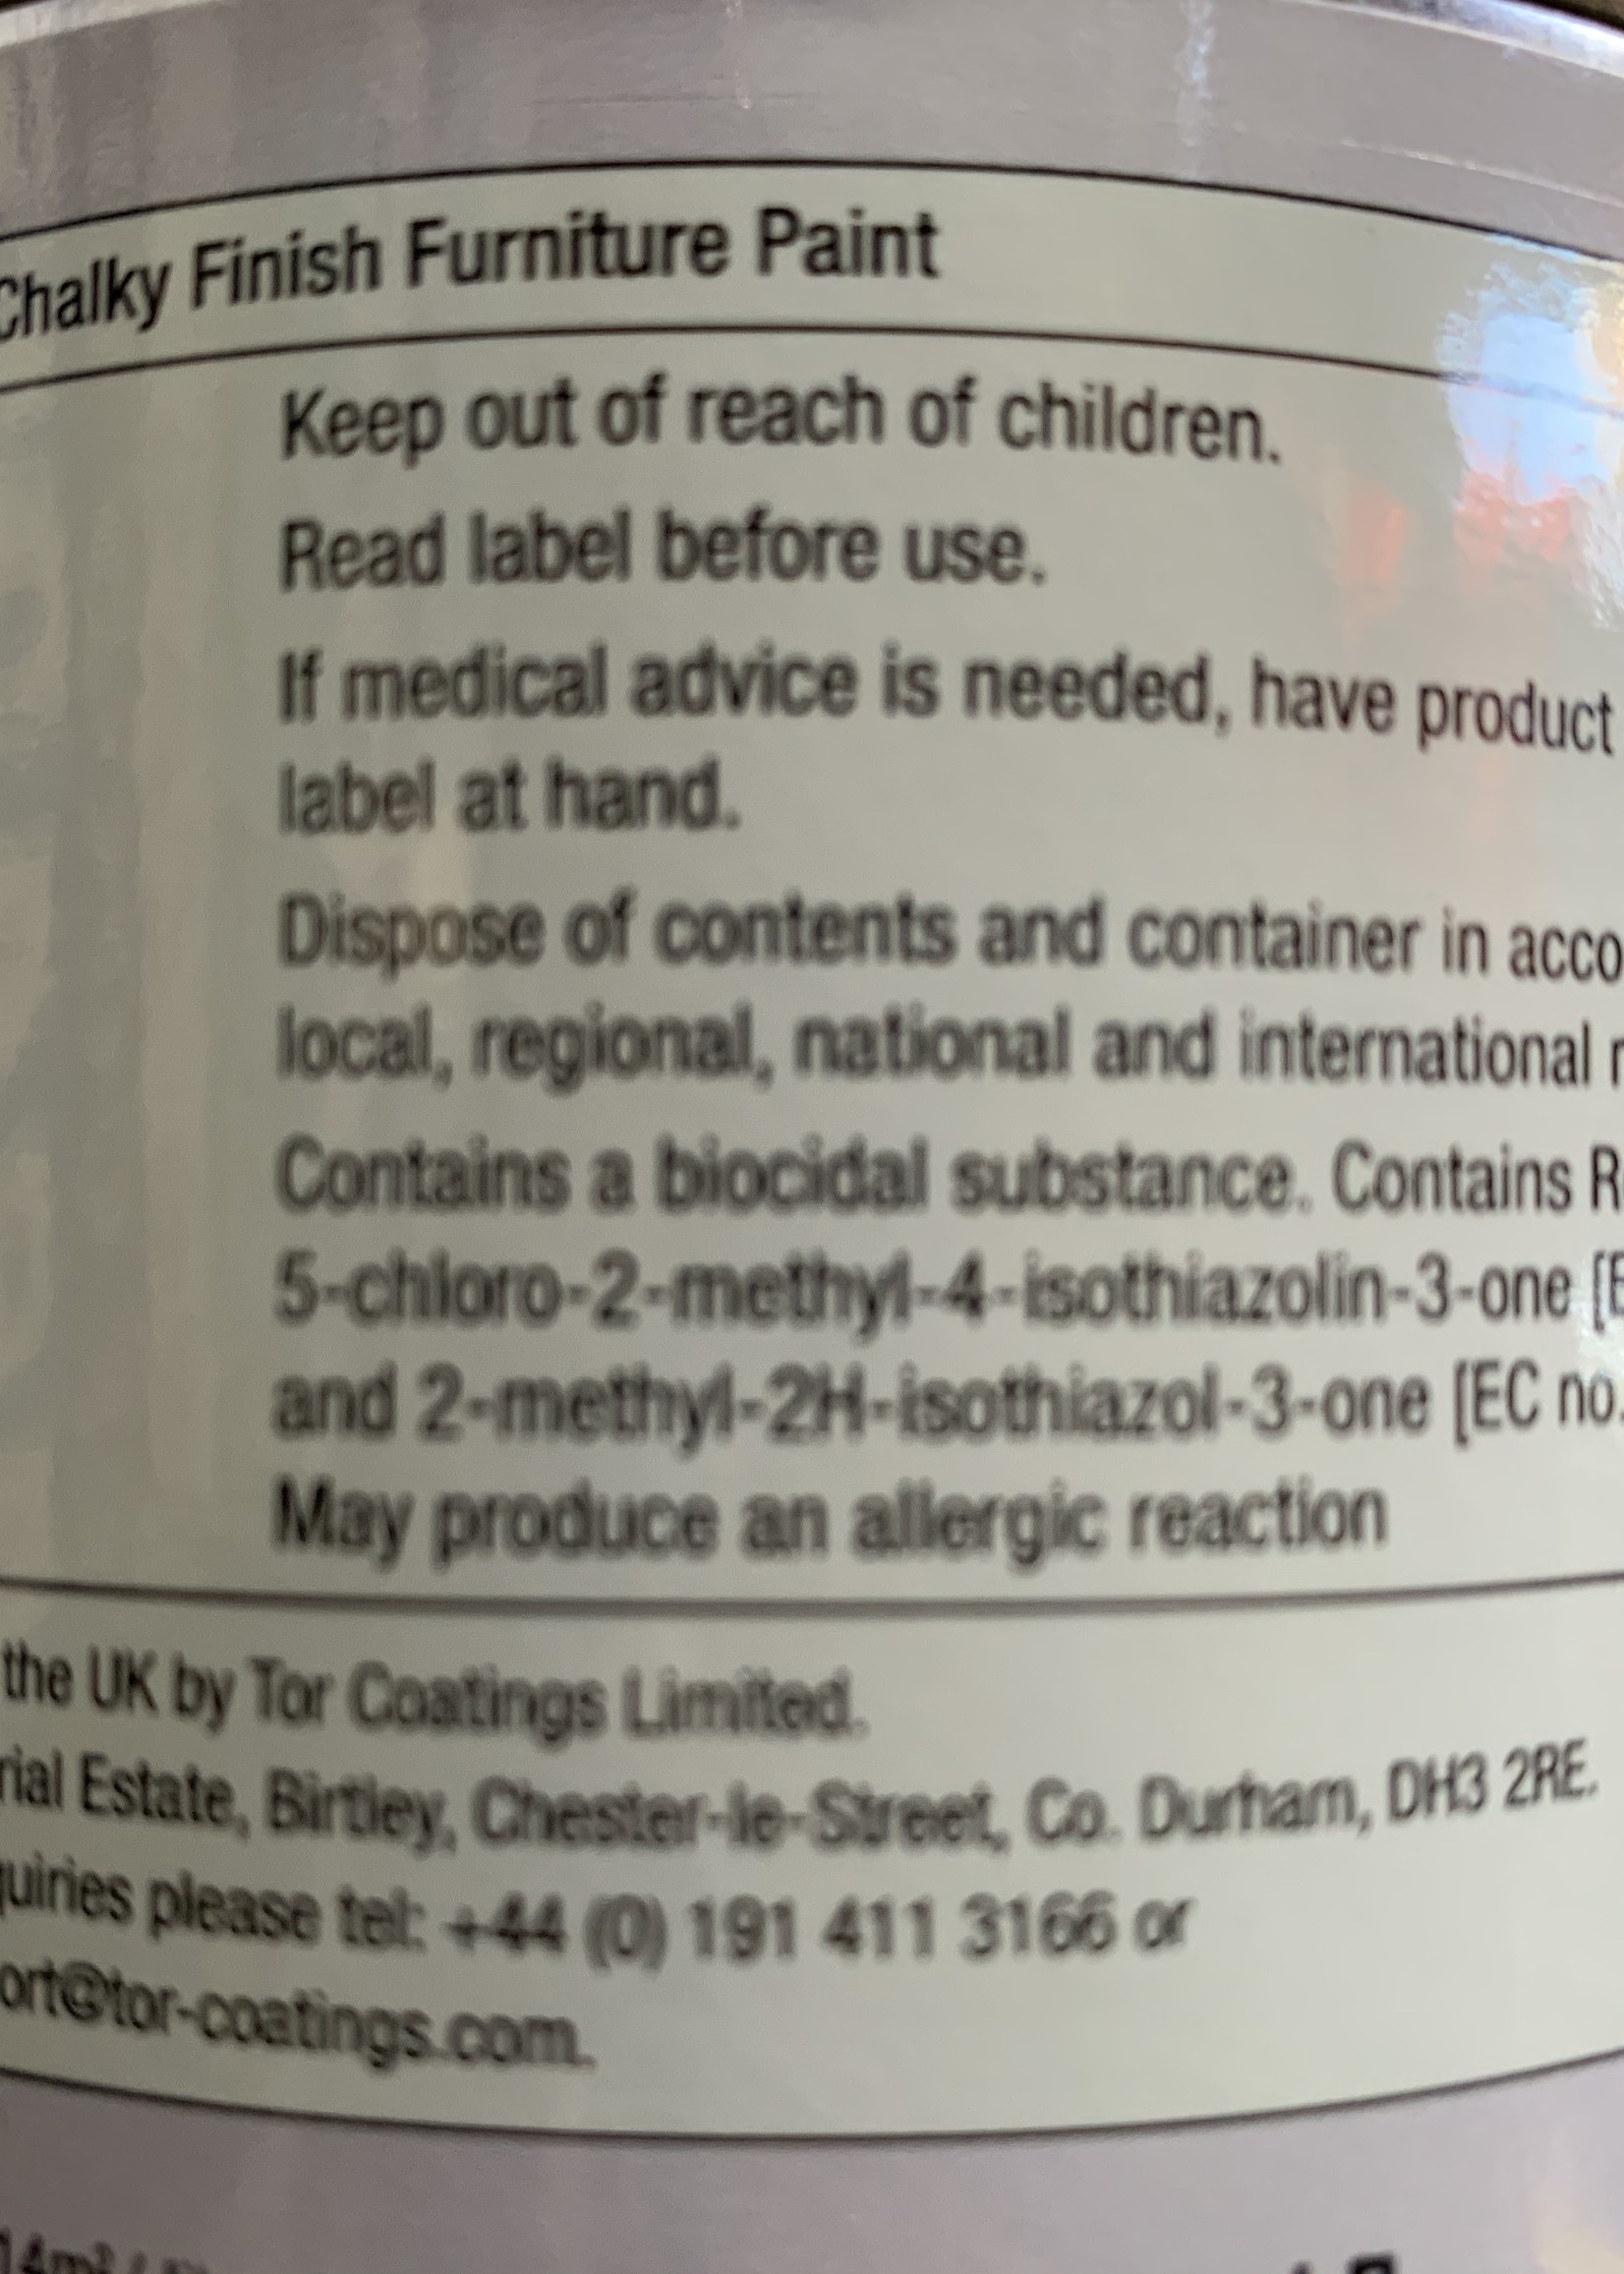 Chalky Finish Furniture Paint
Keep out of reach of children.
Read label before use.
If medical advice is needed, have product
label at hand.
Dispose of contents and container in acco
local, regional, national and international r
Contains a biocidal substance. Contains R
5-chloro-2-methyl-4-isothiazolin-3-one [E
and 2-methyl-2H-isothiazol-3-one [EC no.
May produce an allergic reaction
the UK by Tor Coatings Limited.
rial Estate, Birtley, Chester-le-Street, Co. Durham, DH3 2RE.
quiries please tel: +44 (0) 191 411 3166 or
ort@tor-coatings.com.
14m²